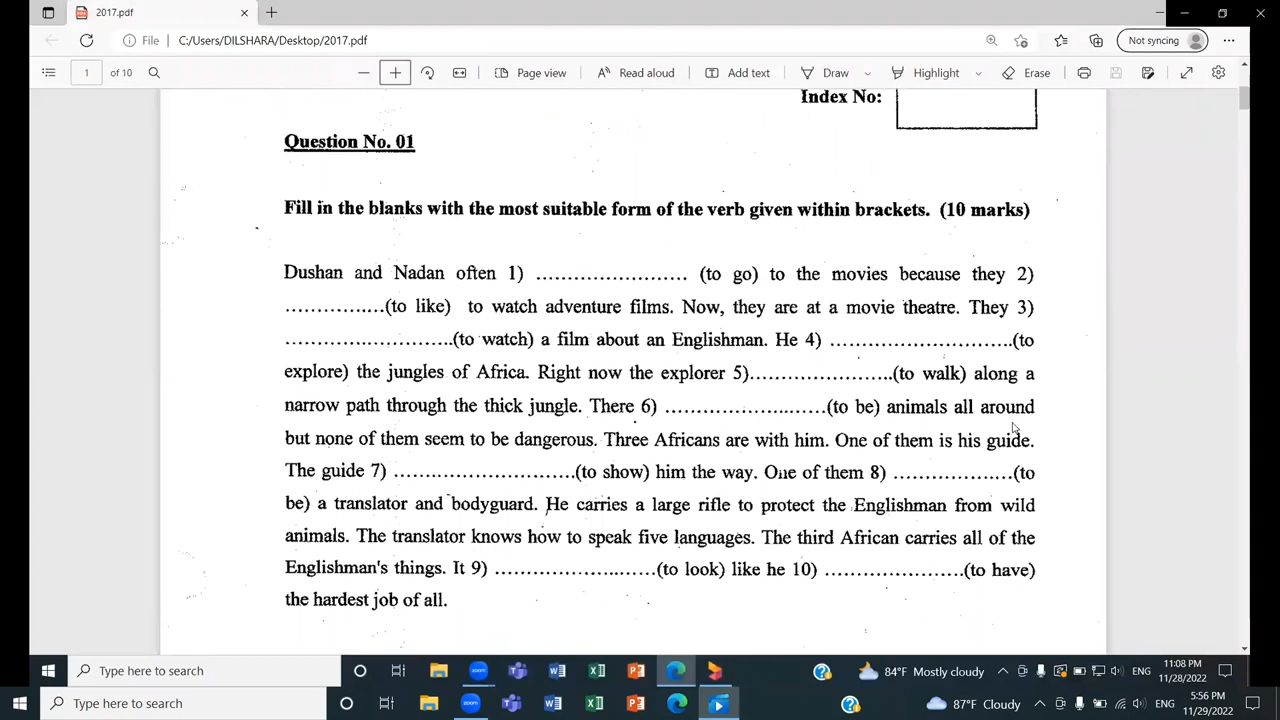 2017.pdf
File C:/Users/DILSHARA/Desktop/2017.pdf Not syncing
1 of 10 Page view Read aloud Add text Draw Highlight Erase
Index No:
Question No. 01
Fill in the blanks with the most suitable form of the verb given within brackets. (10 marks)
Dushan and Nadan often 1) ........................ (to go) to the movies because they 2)
..................(to like) to watch adventure films. Now, they are at a movie theatre. They 3)
..............................(to watch) a film about an Englishman. He 4) ................................(to
explore) the jungles of Africa. Right now the explorer 5).........................(to walk) along a
narrow path through the thick jungle. There 6) ............................(to be) animals all around
but none of them seem to be dangerous. Three Africans are with him. One of them is his guide.
The guide 7) ................................(to show) him the way. One of them 8) .....................(to
be) a translator and bodyguard. He carries a large rifle to protect the Englishman from wild
animals. The translator knows how to speak five languages. The third African carries all of the
Englishman's things. It 9) ............................(to look) like he 10) ........................(to have)
the hardest job of all.
Type here to search 84°F Mostly cloudy ENG 11:08 PM
11/28/2022
Type here to search 87°F Cloudy ENG 5:56 PM
11/29/2022